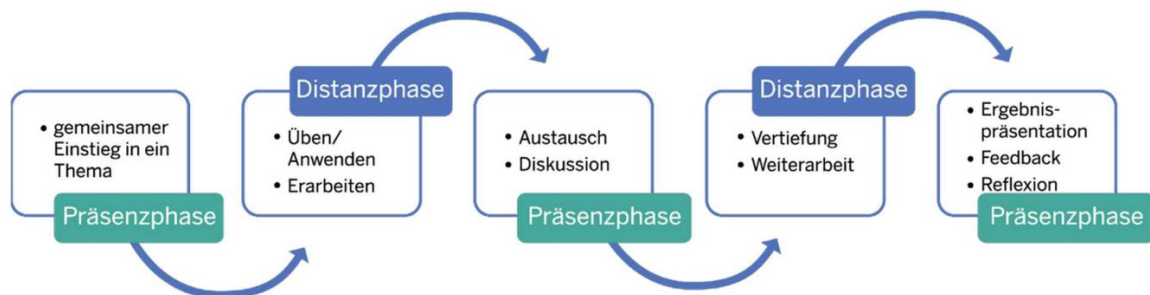 • gemeinsamer
Einstieg in ein
Thema
Präsenzphase
Distanzphase
• Üben/
Anwenden
• Erarbeiten
• Austausch
• Diskussion
Präsenzphase
Distanzphase
• Vertiefung
• Weiterarbeit
• Ergebnis-
präsentation
• Feedback
• Reflexion
Präsenzphase